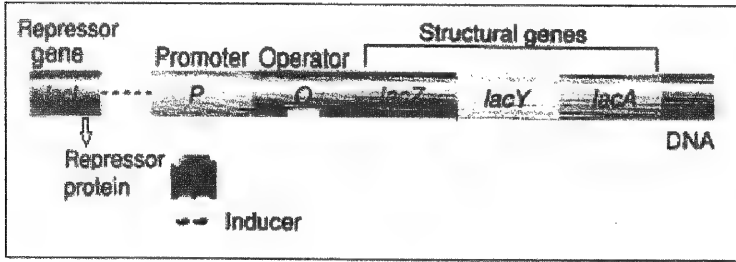 Repressor
gene
Promoter Operator
Structural genes
lacI
P
O
lacZ
lacY
lacA
DNA
Repressor
protein
Inducer